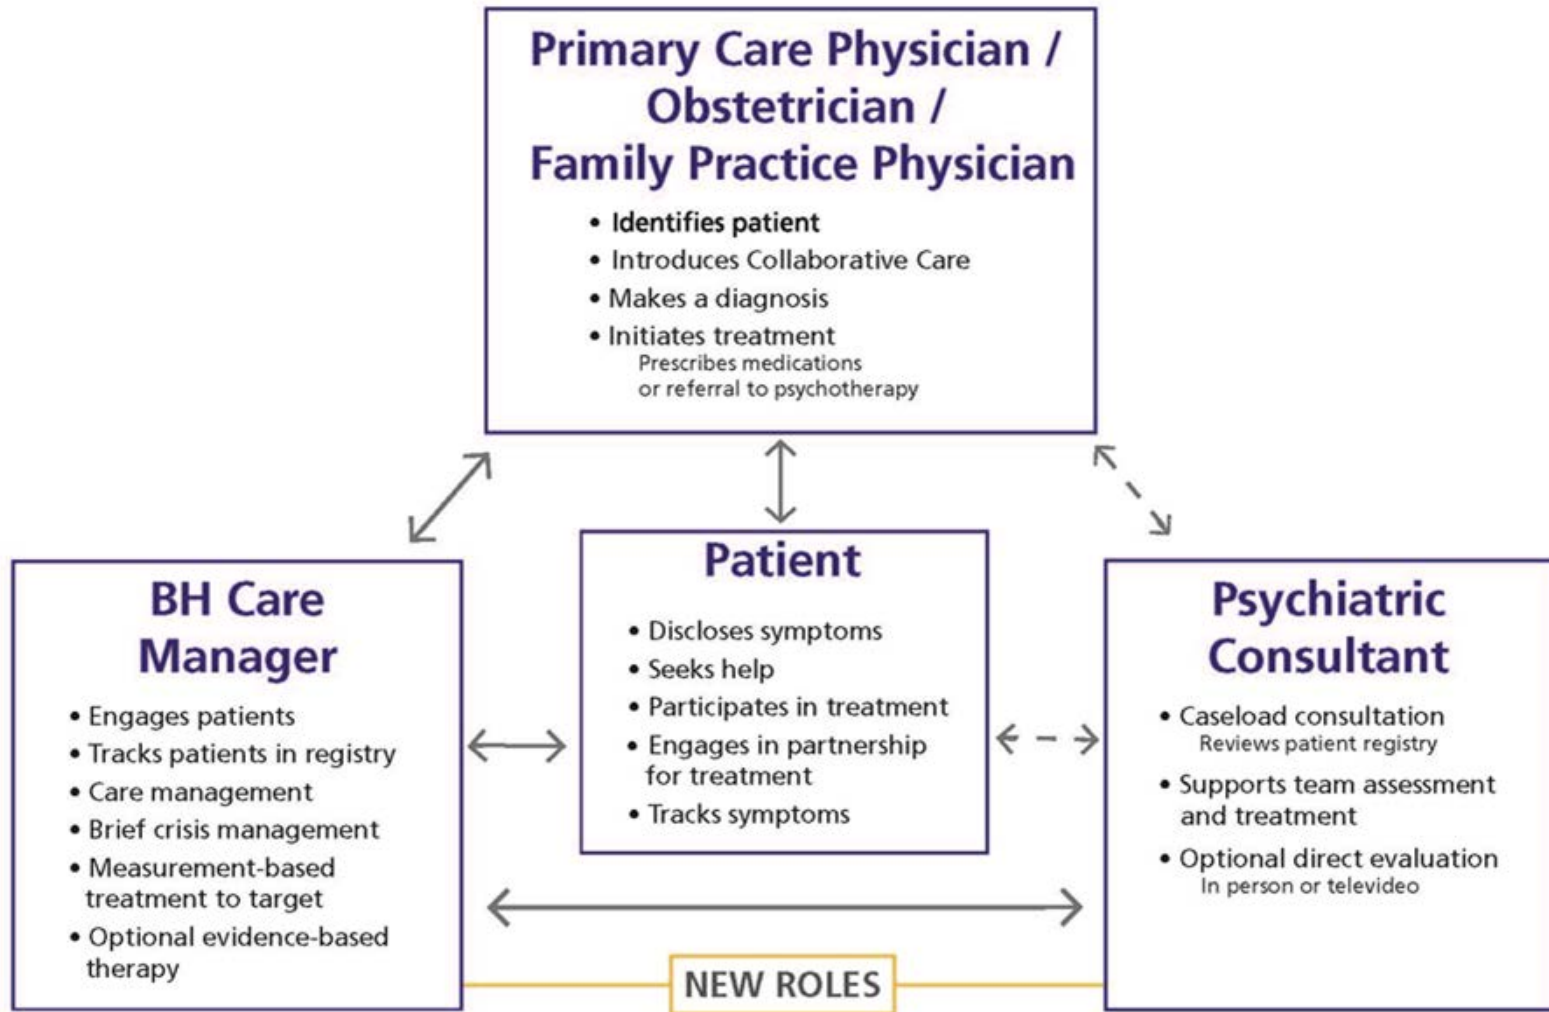 Primary Care Physician /
Obstetrician /
Family Practice Physician
• Identifies patient
• Introduces Collaborative Care
• Makes a diagnosis
• Initiates treatment
Prescribes medications
or referral to psychotherapy
BH Care
Manager
• Engages patients
• Tracks patients in registry
• Care management
• Brief crisis management
• Measurement-based
treatment to target
• Optional evidence-based
therapy
Patient
• Discloses symptoms
• Seeks help
• Participates in treatment
• Engages in partnership
for treatment
• Tracks symptoms
Psychiatric
Consultant
• Caseload consultation
Reviews patient registry
• Supports team assessment
and treatment
• Optional direct evaluation
In person or televideo
NEW ROLES